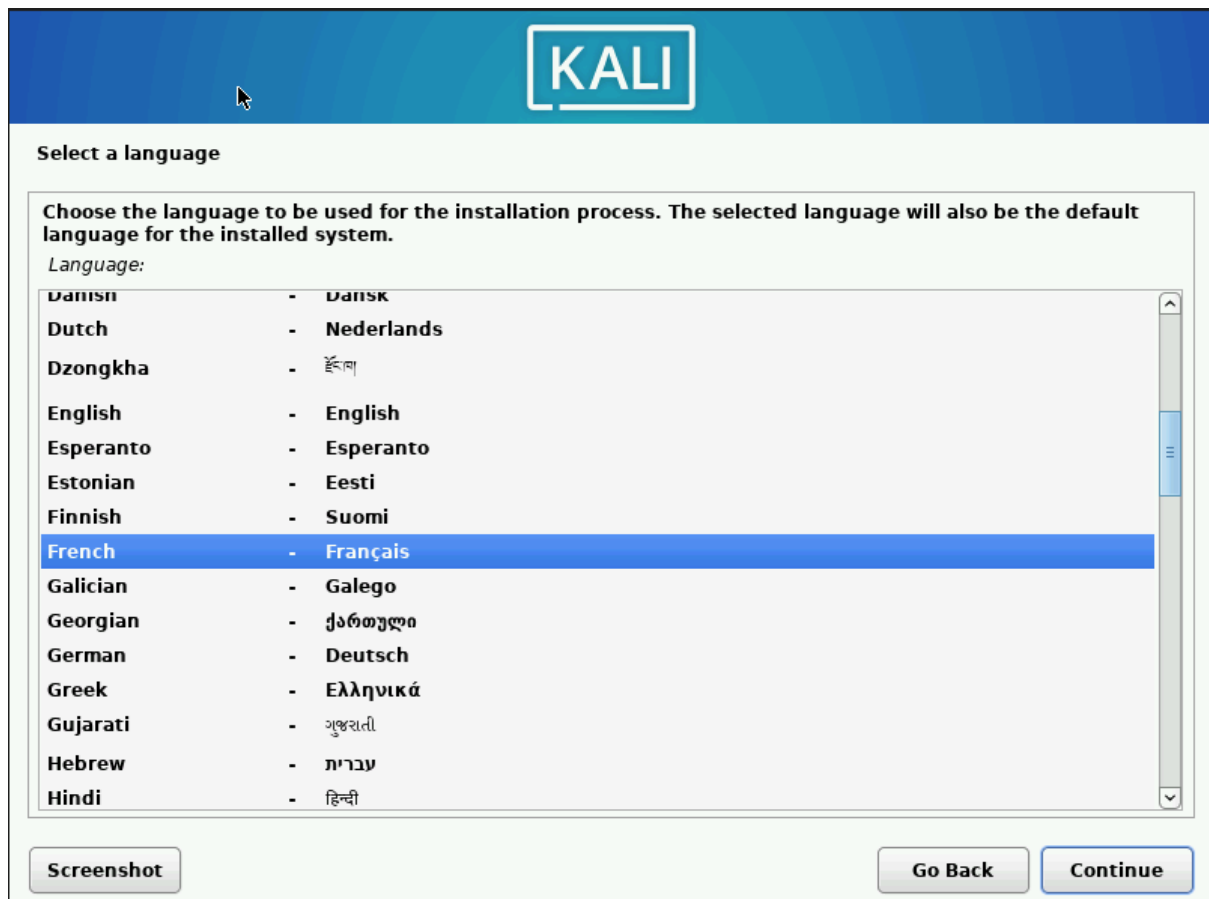 KALI
Select a language
Choose the language to be used for the installation process. The selected language will also be the default
language for the installed system.
Language:
Danish - Dansk
Dutch - Nederlands
Dzongkha - རྫོང་ཁ།
English - English
Esperanto - Esperanto
Estonian - Eesti
Finnish - Suomi
French - Français
Galician - Galego
Georgian - ქართული
German - Deutsch
Greek - Ελληνικά
Gujarati - ગુજરાતી
Hebrew - עברית
Hindi - हिन्दी
Screenshot Go Back Continue